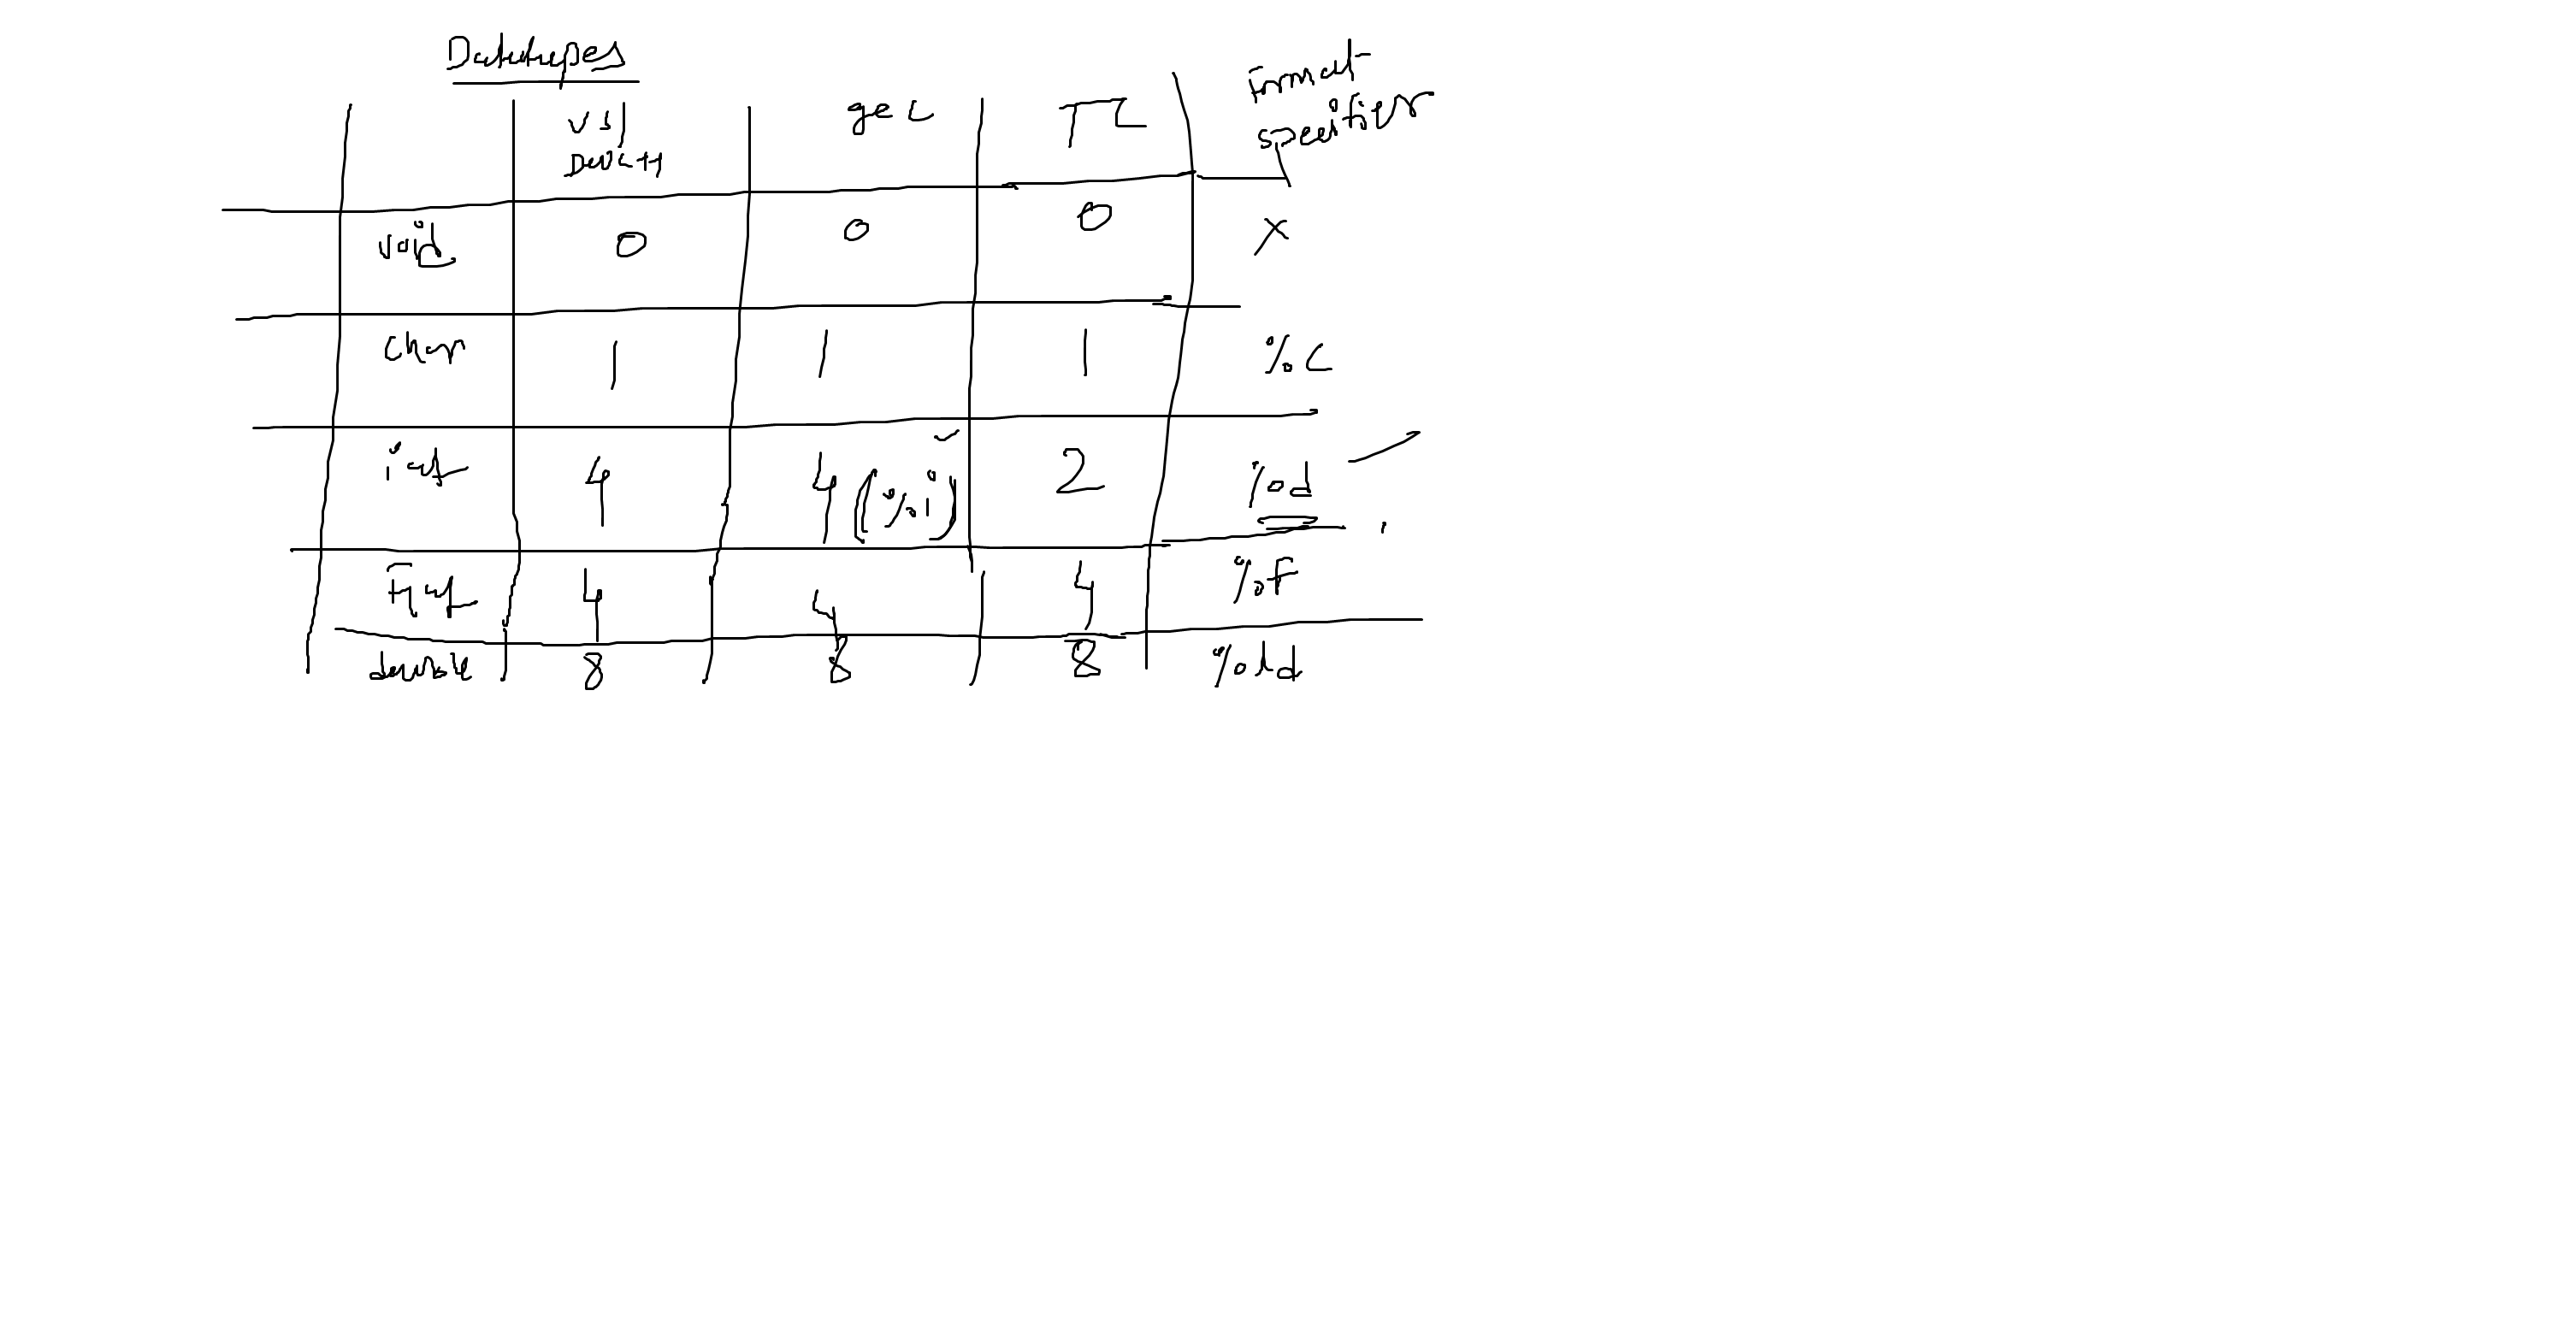 Datatypes
VS| gcc TC Format
Dev C++ specifier
void 0 0 0 X
char 1 1 1 %c
int 4 4 (%i) 2 %d
Float 4 4 4 %F
double 8 8 8 %ld